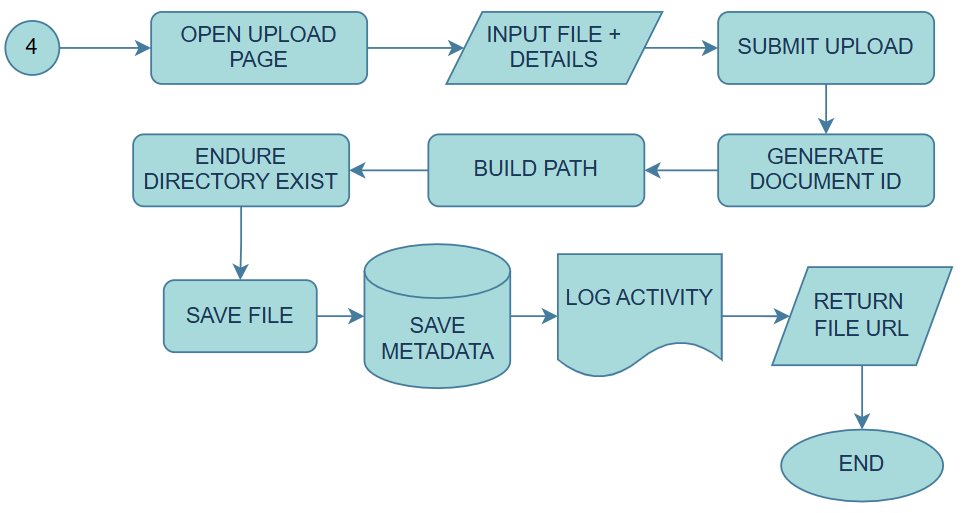 4
OPEN UPLOAD
PAGE
INPUT FILE +
DETAILS
SUBMIT UPLOAD
GENERATE
DOCUMENT ID
BUILD PATH
ENDURE
DIRECTORY EXIST
SAVE FILE
SAVE
METADATA
LOG ACTIVITY
RETURN
FILE URL
END